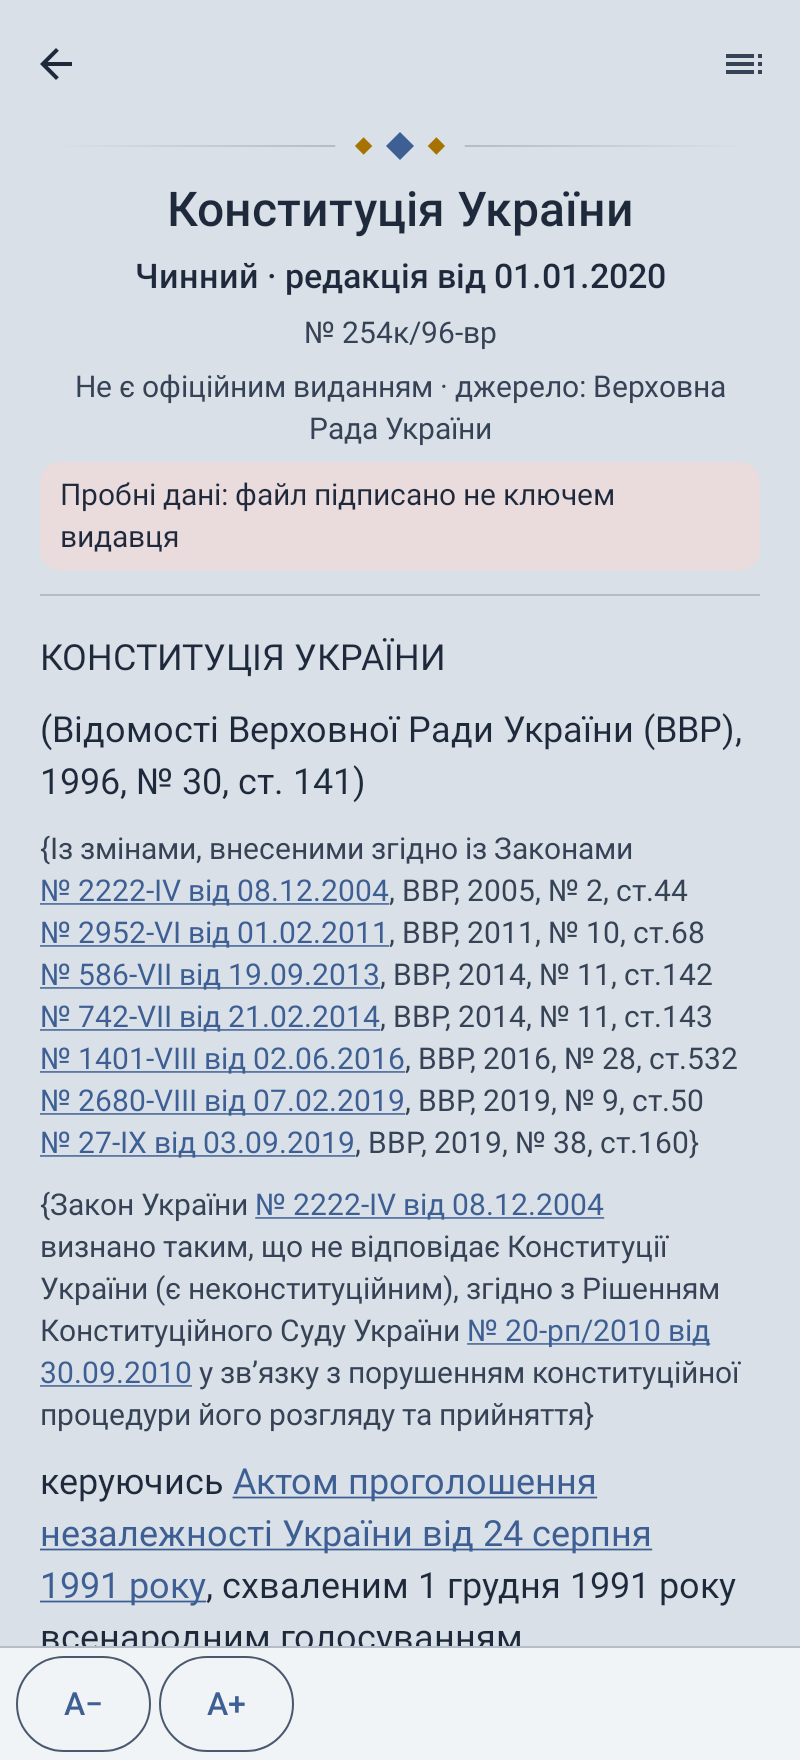 Конституція України
Чинний · редакція від 01.01.2020
№ 254к/96-вр
Не є офіційним виданням · джерело: Верховна
Рада України
Пробні дані: файл підписано не ключем
видавця
КОНСТИТУЦІЯ УКРАЇНИ
(Відомості Верховної Ради України (ВВР),
1996, № 30, ст. 141)
{Із змінами, внесеними згідно із Законами
№ 2222-IV від 08.12.2004, ВВР, 2005, № 2, ст.44
№ 2952-VI від 01.02.2011, ВВР, 2011, № 10, ст.68
№ 586-VII від 19.09.2013, ВВР, 2014, № 11, ст.142
№ 742-VII від 21.02.2014, ВВР, 2014, № 11, ст.143
№ 1401-VIII від 02.06.2016, ВВР, 2016, № 28, ст.532
№ 2680-VIII від 07.02.2019, ВВР, 2019, № 9, ст.50
№ 27-IX від 03.09.2019, ВВР, 2019, № 38, ст.160}
{Закон України № 2222-IV від 08.12.2004
визнано таким, що не відповідає Конституції
України (є неконституційним), згідно з Рішенням
Конституційного Суду України № 20-рп/2010 від
30.09.2010 у зв’язку з порушенням конституційної
процедури його розгляду та прийняття}
керуючись Актом проголошення
незалежності України від 24 серпня
1991 року, схваленим 1 грудня 1991 року
всенародним голосуванням
A− A+